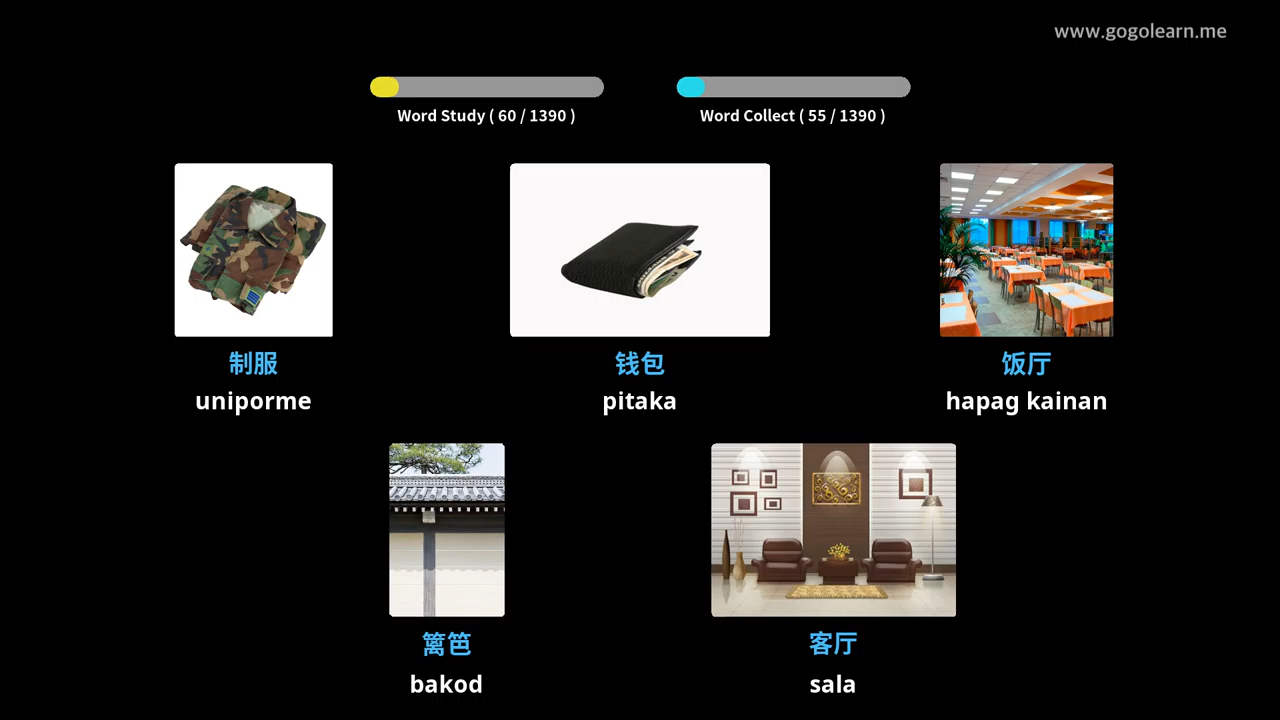 www.gogolearn.me
Word Study ( 60 / 1390 )
Word Collect ( 55 / 1390 )
制服
钱包
饭厅
uniporme
pitaka
hapag kainan
篱笆
客厅
bakod
sala